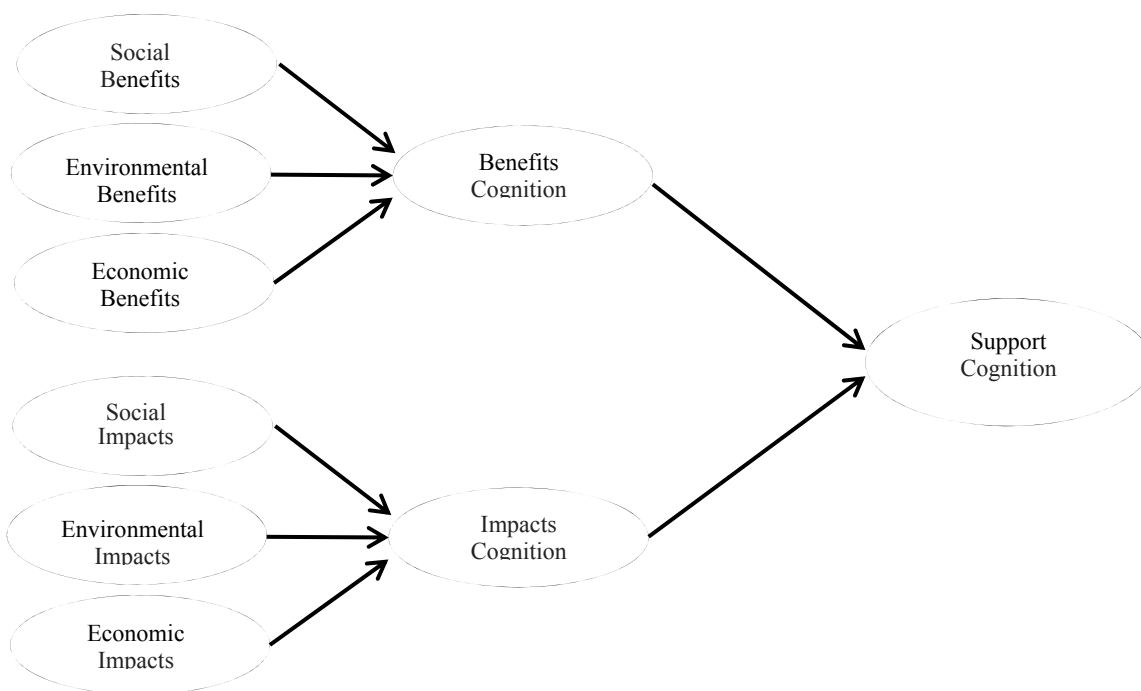 Social
Benefits
Environmental
Benefits
Economic
Benefits
Benefits
Cognition
Social
Impacts
Environmental
Impacts
Economic
Impacts
Impacts
Cognition
Support
Cognition